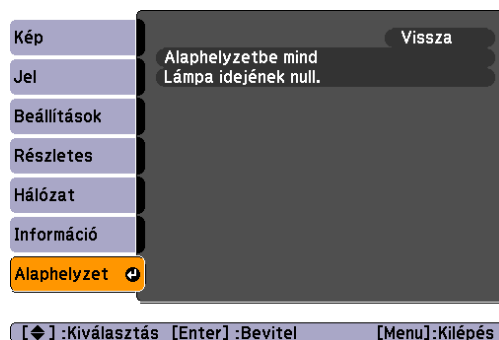 Kép
Jel
Beállítások
Részletes
Hálózat
Információ
Alaphelyzet
Vissza
Alaphelyzetbe mind
Lámpa idejének null.
[◆] :Kiválasztás [Enter] :Bevitel [Menu]:Kilépés